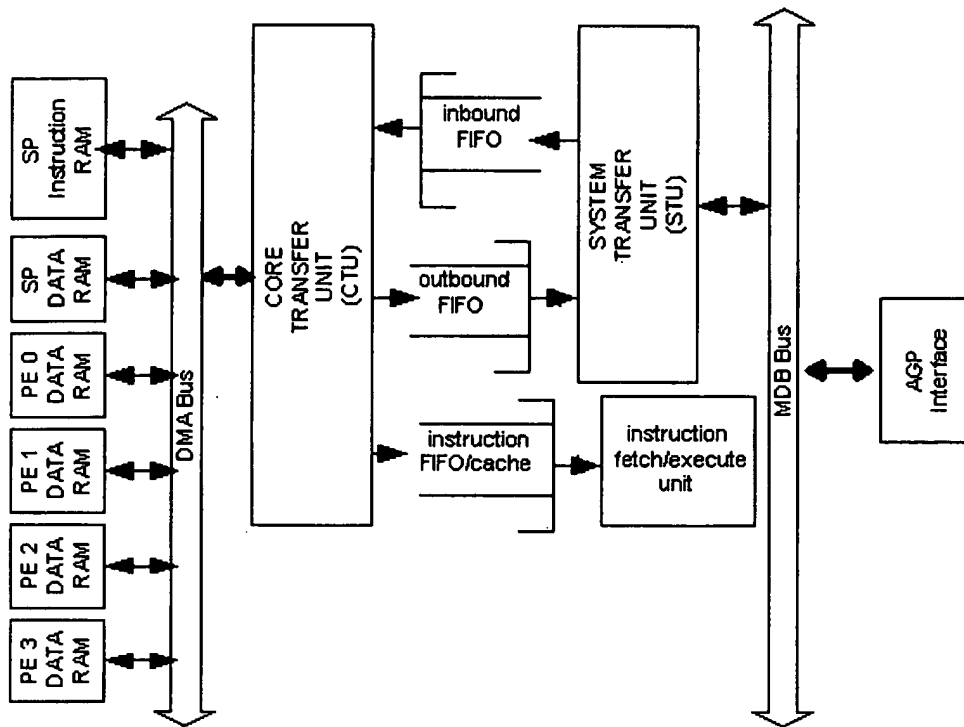 SP
Instruction
RAM
SP
DATA
RAM
PE 0
DATA
RAM
PE 1
DATA
RAM
PE 2
DATA
RAM
PE 3
DATA
RAM
DMA Bus
CORE
TRANSFER
UNIT
(CTU)
inbound
FIFO
outbound
FIFO
instruction
FIFO/cache
SYSTEM
TRANSFER
UNIT
(STU)
instruction
fetch/execute
unit
MDB Bus
AGP
Interface